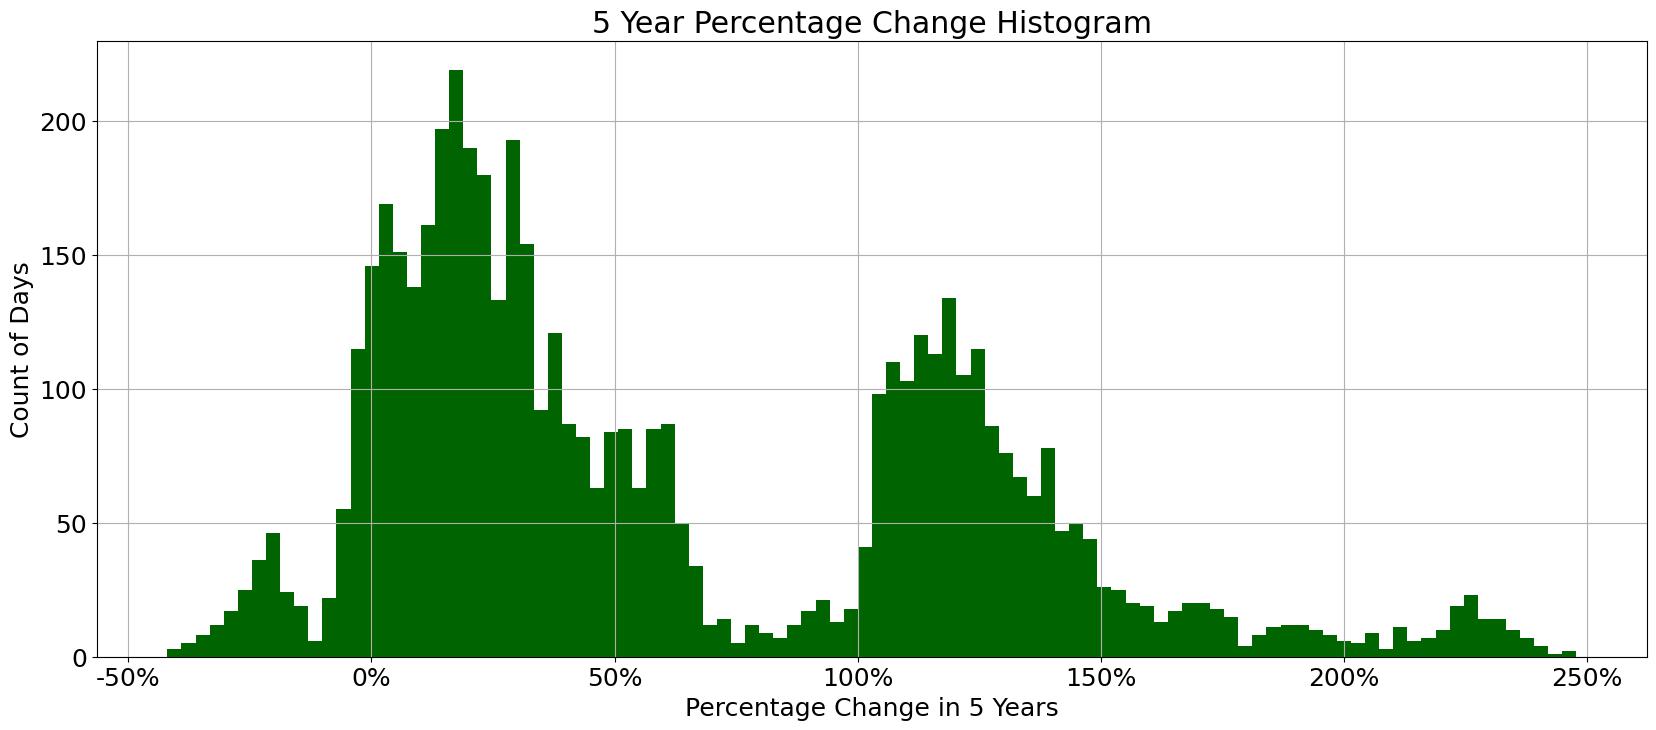 5 Year Percentage Change Histogram
200
150
100
50
0
Count of Days
-50% 0% 50% 100% 150% 200% 250%
Percentage Change in 5 Years